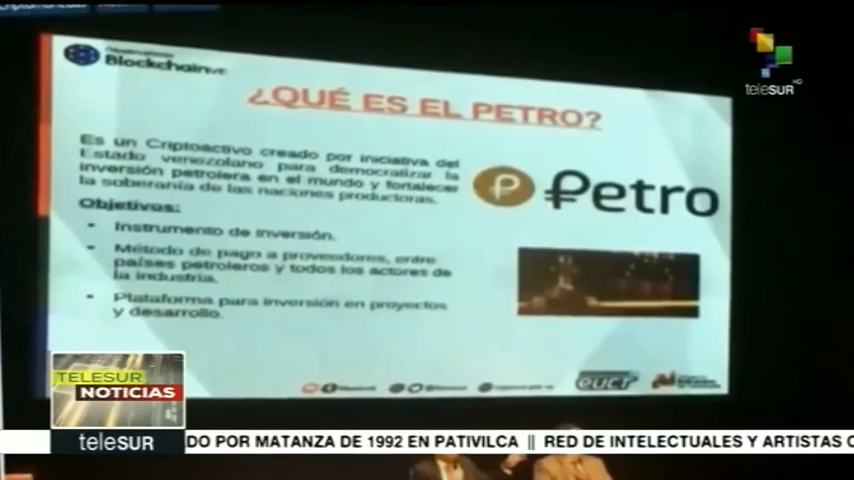 Observatorio
Blockchain.ve
teleSUR
HD
¿QUÉ ES EL PETRO?
Es un Criptoactivo creado por iniciativa del
Estado venezolano para democratizar la
inversión petrolera en el mundo y fortalecer
la soberanía de las naciones productoras.
Petro
Objetivos:
• Instrumento de inversión.
• Método de pago a proveedores, entre
países petroleros y todos los actores de
la industria.
• Plataforma para inversión en proyectos
y desarrollo.
TELESUR
NOTICIAS
teleSUR
DO POR MATANZA DE 1992 EN PATIVILCA || RED DE INTELECTUALES Y ARTISTAS